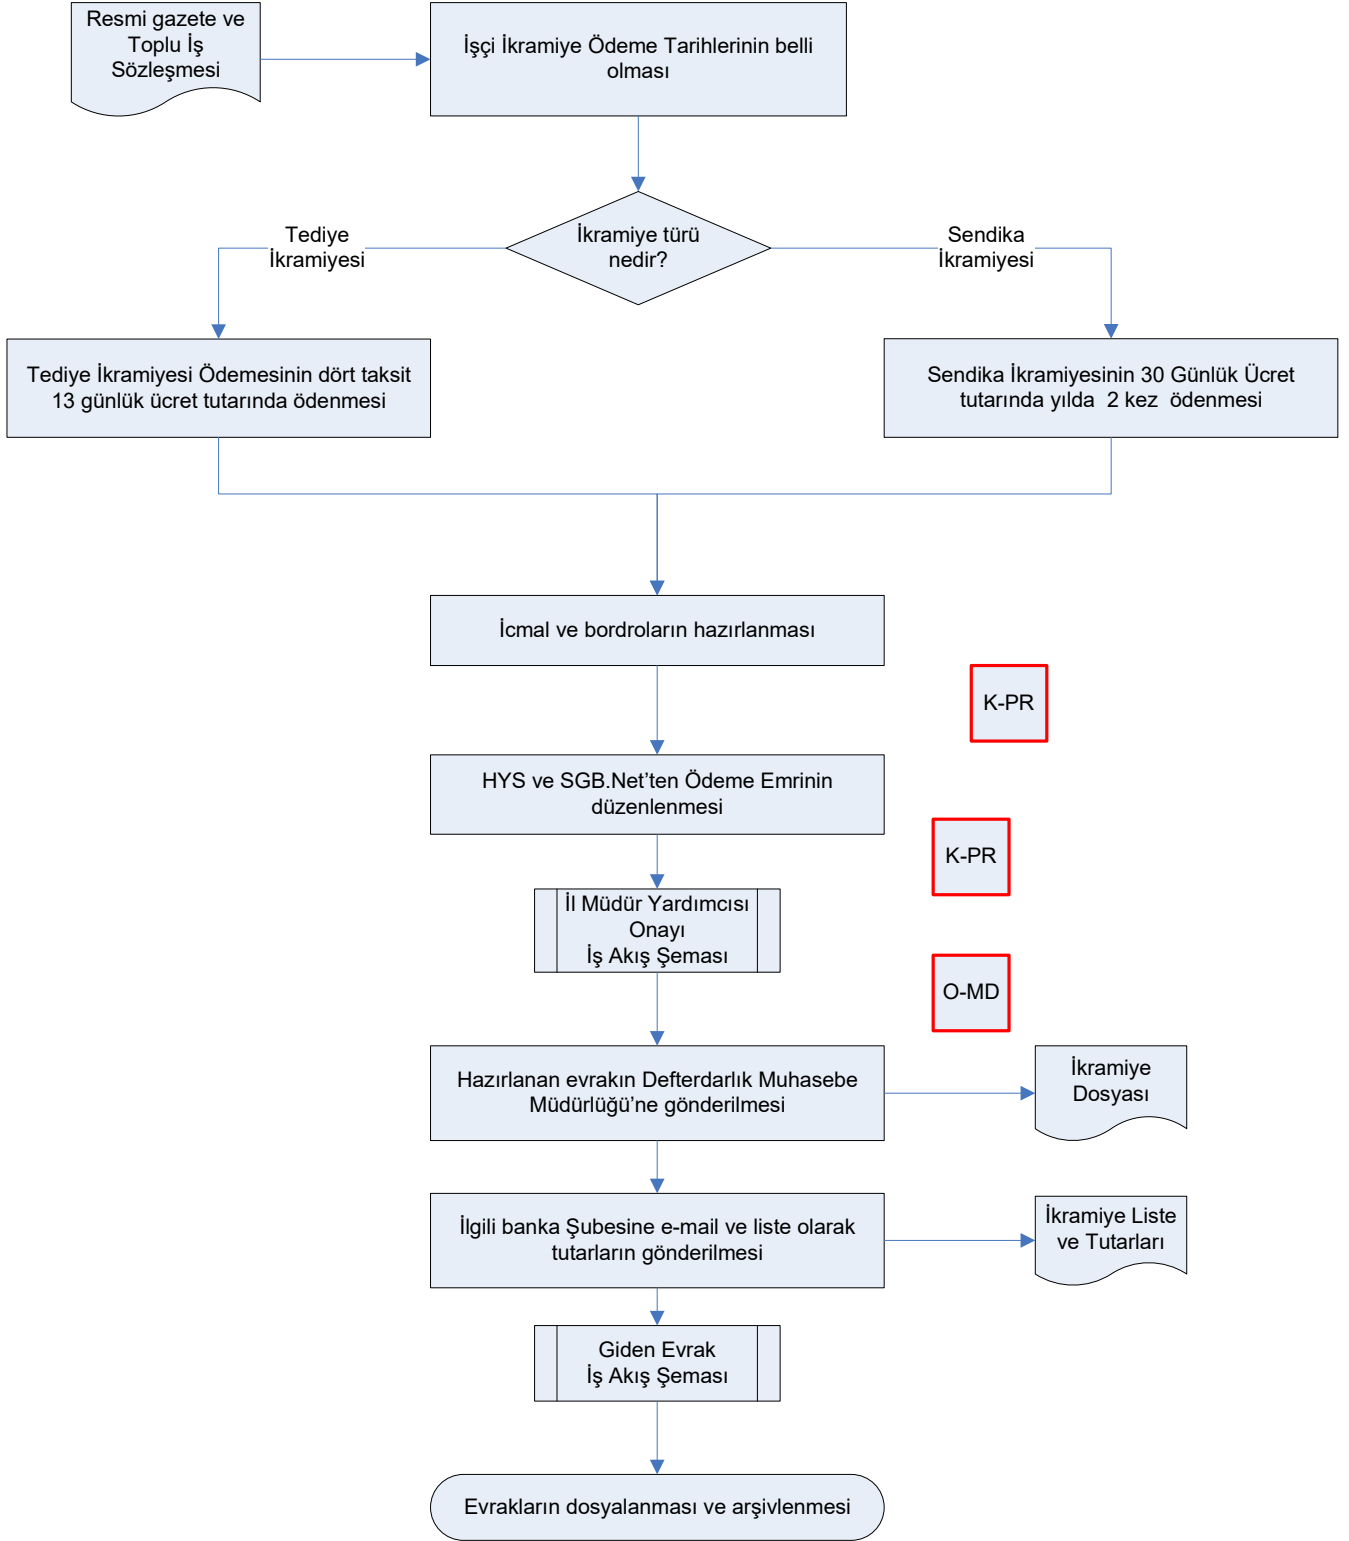 Resmi gazete ve
Toplu İş
Sözleşmesi
İşçi İkramiye Ödeme Tarihlerinin belli
olması
İkramiye türü
nedir?
Tediye
İkramiyesi
Sendika
İkramiyesi
Tediye İkramiyesi Ödemesinin dört taksit
13 günlük ücret tutarında ödenmesi
Sendika İkramiyesinin 30 Günlük Ücret
tutarında yılda  2 kez  ödenmesi
İcmal ve bordroların hazırlanması
K-PR
HYS ve SGB.Net’ten Ödeme Emrinin
düzenlenmesi
K-PR
İl Müdür Yardımcısı
Onayı
İş Akış Şeması
O-MD
Hazırlanan evrakın Defterdarlık Muhasebe
Müdürlüğü’ne gönderilmesi
İkramiye
Dosyası
İlgili banka Şubesine e-mail ve liste olarak
tutarların gönderilmesi
İkramiye Liste
ve Tutarları
Giden Evrak
İş Akış Şeması
Evrakların dosyalanması ve arşivlenmesi